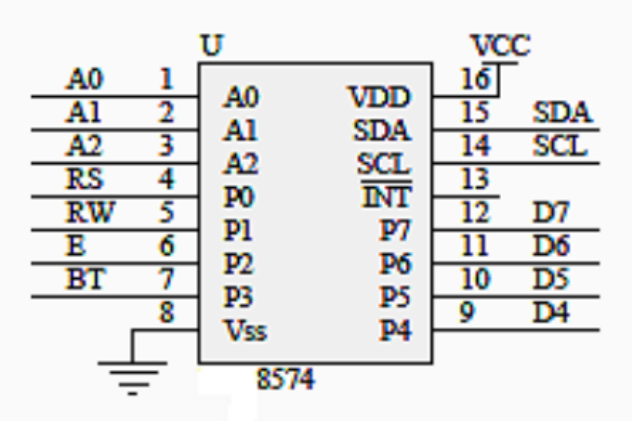 U VCC
A0 1 A0 VDD 16
A1 2 A1 SDA 15 SDA
A2 3 A2 SCL 14 SCL
RS 4 P0 INT 13
RW 5 P1 P7 12 D7
E 6 P2 P6 11 D6
BT 7 P3 P5 10 D5
8 Vss P4 9 D4
8574